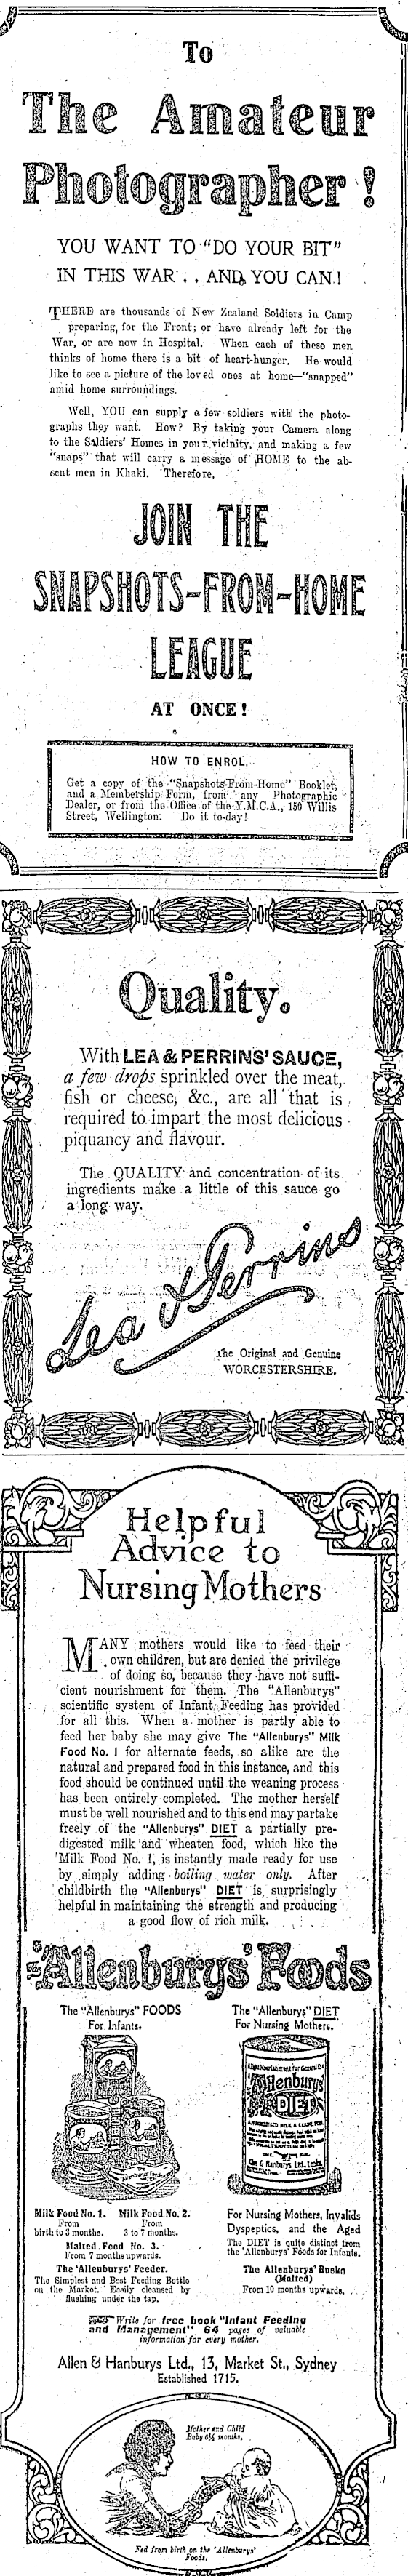 To
The Amateur
Photographer!
YOU WANT TO "DO YOUR BIT"
IN THIS WAR . . AND YOU CAN!
THERE are thousands of New Zealand Soldiers in Camp
preparing, for the Front; or have already left for the
War, or are now in Hospital. When each of these men
thinks of home there is a bit of heart-hunger. He would
like to see a picture of the loved ones at home—"snapped"
amid home surroundings.
Well, YOU can supply a few soldiers with the photo-
graphs they want. How? By taking your Camera along
to the Soldiers' Homes in your vicinity, and making a few
"snaps" that will carry a message of HOME to the ab-
sent men in Khaki. Therefore,
JOIN THE
SNAPSHOTS-FROM-HOME
LEAGUE
AT ONCE!
HOW TO ENROL.
Get a copy of the "Snapshots-From-Home" Booklet,
and a Membership Form, from any Photographic
Dealer, or from the Office of the Y.M.C.A., 150 Willis
Street, Wellington. Do it to-day!
Quality.
With LEA & PERRINS' SAUCE,
a few drops sprinkled over the meat,
fish or cheese, &c., are all that is
required to impart the most delicious
piquancy and flavour.
The QUALITY and concentration of its
ingredients make a little of this sauce go
a long way.
Lea & Perrins
The Original and Genuine
WORCESTERSHIRE.
Helpful
Advice to
Nursing Mothers
MANY mothers would like to feed their
own children, but are denied the privilege
of doing so, because they have not suffi-
cient nourishment for them. The "Allenburys"
scientific system of Infant Feeding has provided
for all this. When a mother is partly able to
feed her baby she may give The "Allenburys" Milk
Food No. 1 for alternate feeds, so alike are the
natural and prepared food in this instance, and this
food should be continued until the weaning process
has been entirely completed. The mother herself
must be well nourished and to this end may partake
freely of the "Allenburys" DIET a partially pre-
digested milk and wheaten food, which like the
Milk Food No. 1, is instantly made ready for use
by simply adding boiling water only. After
childbirth the "Allenburys" DIET is surprisingly
helpful in maintaining the strength and producing
a good flow of rich milk.
'Allenburys' Foods
The "Allenburys" FOODS
For Infants.
The "Allenburys" DIET
For Nursing Mothers.
'Allenburys'
DIET
Milk Food No. 1. Milk Food No. 2.
From From
birth to 3 months. 3 to 7 months.
Malted Food No. 3.
From 7 months upwards.
The 'Allenburys' Feeder.
The Simplest and Best Feeding Bottle
on the Market. Easily cleansed by
flushing under the tap.
For Nursing Mothers, Invalids
Dyspeptics, and the Aged
The DIET is quite distinct from
the 'Allenburys' Foods for Infants.
The Allenburys' Rusks
(Malted)
From 10 months upwards.
Write for free book "Infant Feeding
and Management" 64 pages of valuable
information for every mother.
Allen & Hanburys Ltd., 13, Market St., Sydney
Established 1715.
Mother and Child
Baby 6½ months,
Fed from birth on the 'Allenburys'
Foods.